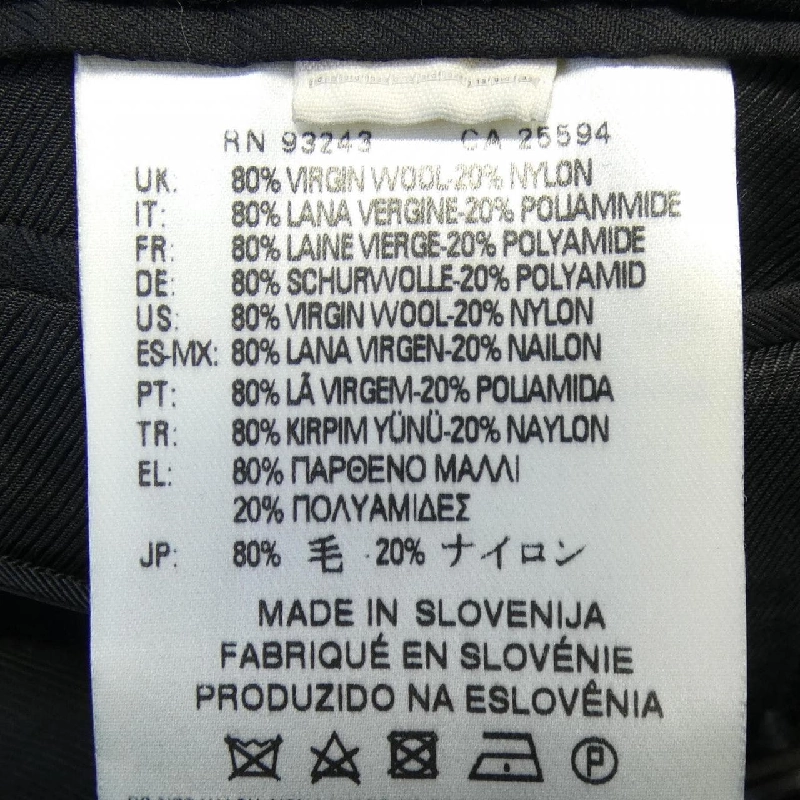 RN 93243 CA 25594
UK: 80% VIRGIN WOOL-20% NYLON
IT: 80% LANA VERGINE-20% POLIAMMIDE
FR: 80% LAINE VIERGE-20% POLYAMIDE
DE: 80% SCHURWOLLE-20% POLYAMID
US: 80% VIRGIN WOOL-20% NYLON
ES-MX: 80% LANA VIRGEN-20% NAILON
PT: 80% LÃ VIRGEM-20% POLIAMIDA
TR: 80% KIRPIM YÜNÜ-20% NAYLON
EL: 80% ΠΑΡΘΕΝΟ ΜΑΛΛΙ
20% ΠΟΛΥΑΜΙΔΕΣ
JP: 80% 毛 ·20% ナイロン
MADE IN SLOVENIJA
FABRIQUÉ EN SLOVÉNIE
PRODUZIDO NA ESLOVÊNIA
P